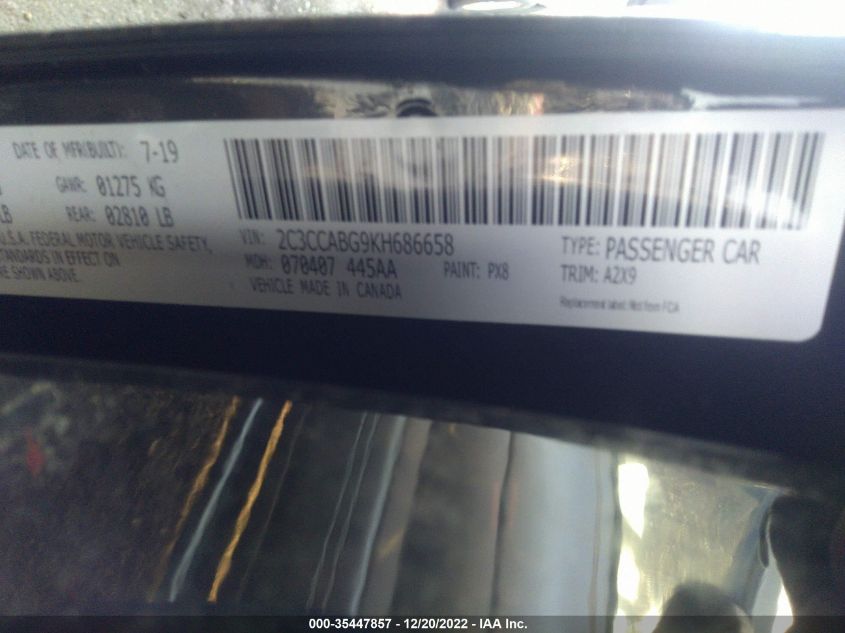 DATE OF MFR(BUILT): 7-19
GAWR: 01275 KG
LB REAR: 02810 LB
U.S.A. FEDERAL MOTOR VEHICLE SAFETY,
STANDARDS IN EFFECT ON
SHOWN ABOVE.
VIN: 2C3CCABG9KH686658
MDH: 070407 445AA
PAINT: PX8
VEHICLE MADE IN CANADA
TYPE: PASSENGER CAR
TRIM: A2X9
Replacement label: Not from FCA
000-35447857 - 12/20/2022 - IAA Inc.